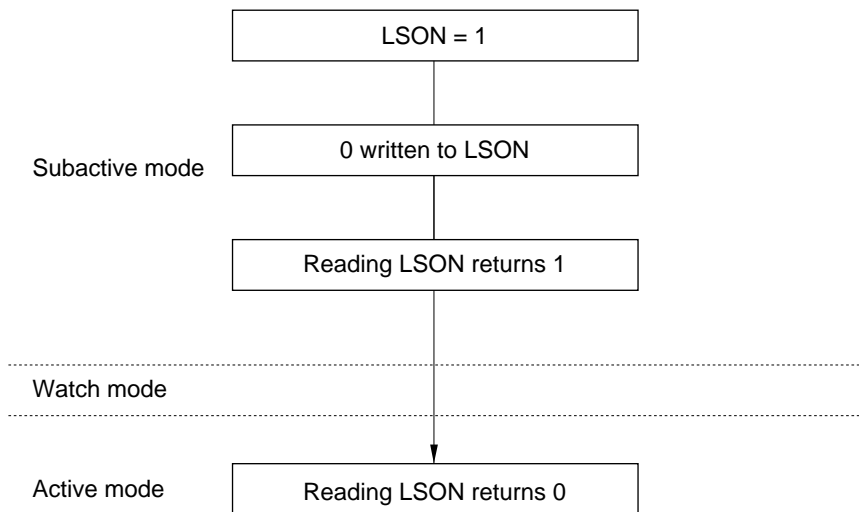 LSON = 1
0 written to LSON
Subactive mode
Reading LSON returns 1
Watch mode
Active mode
Reading LSON returns 0